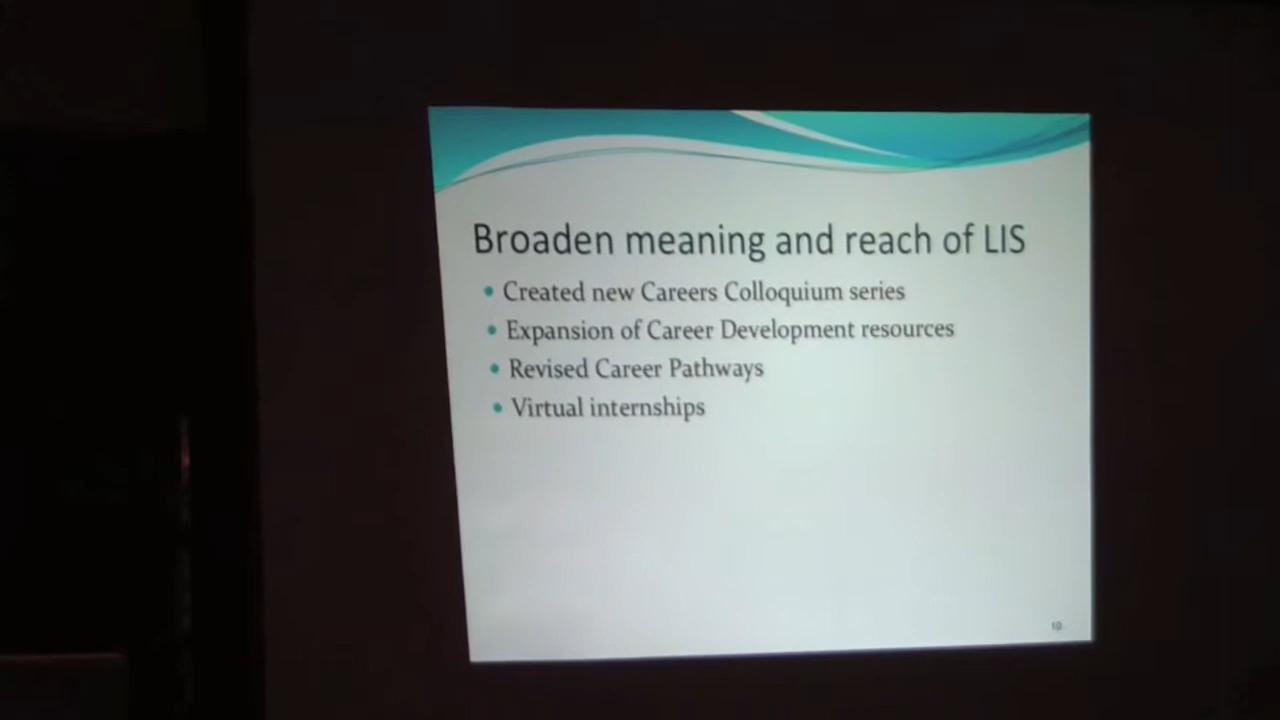 Broaden meaning and reach of LIS
• Created new Careers Colloquium series
• Expansion of Career Development resources
• Revised Career Pathways
• Virtual internships
10